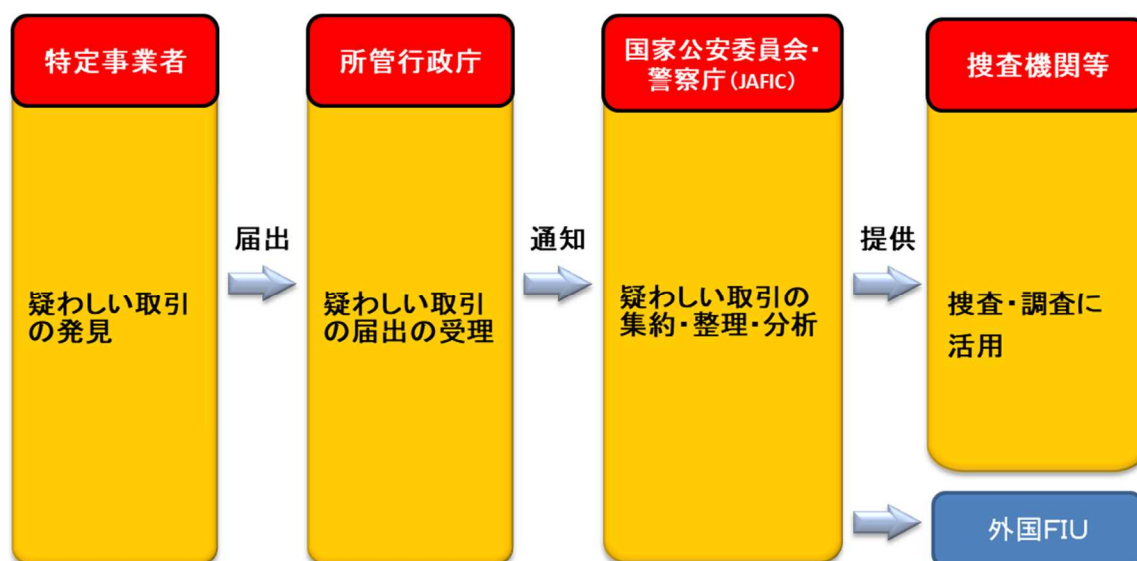 特定事業者
疑わしい取引
の発見
届出
所管行政庁
疑わしい取引
の届出の受理
通知
国家公安委員会・
警察庁(JAFIC)
疑わしい取引の
集約・整理・分析
提供
捜査機関等
捜査・調査に
活用
外国FIU